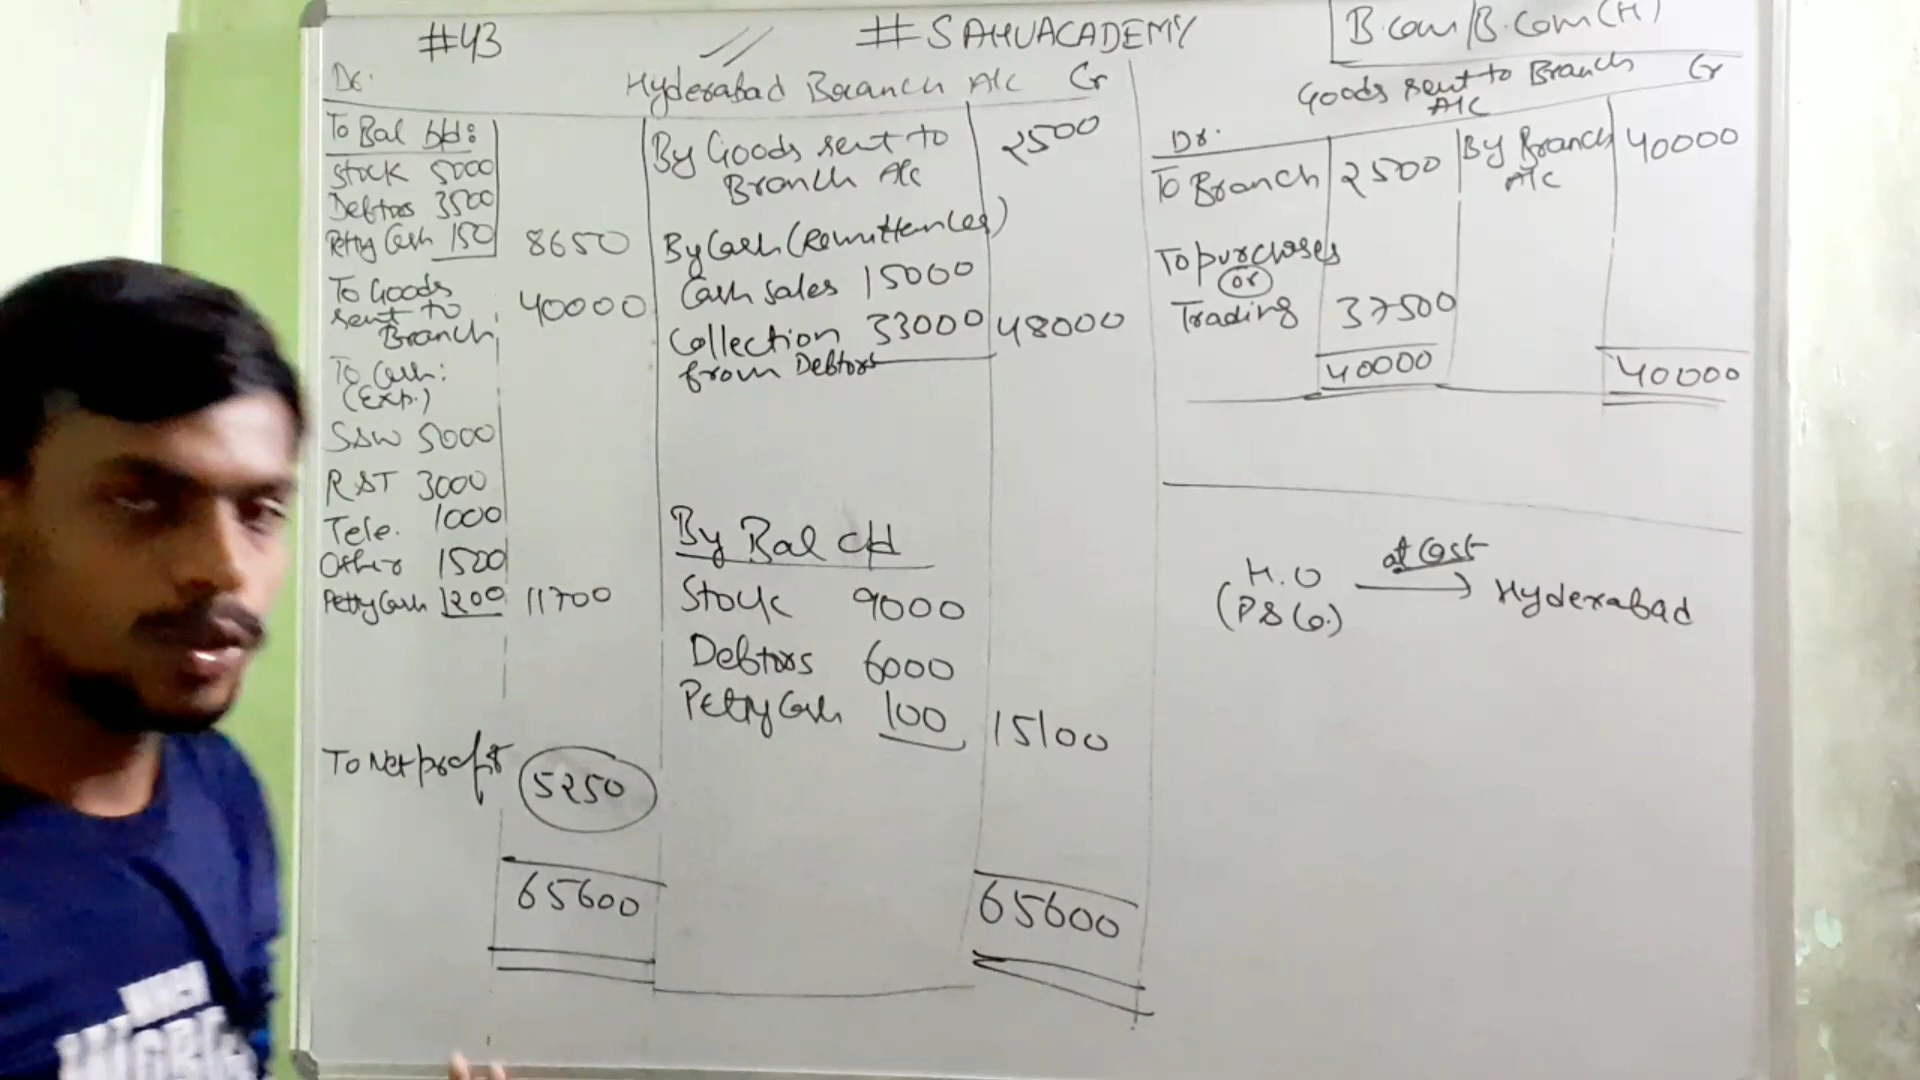 #43
#SAHUACADEMY
B.com/B.Com(H)
Dr.
Hyderabad Branch A/c
Cr
To Bal b/d:
Stock 5000
Debtors 3500
Petty Cash 150
8650
To Goods
sent to
Branch
40000
To Cash:
(Exp.)
S&W 5000
R&T 3000
Tele. 1000
Other 1500
Petty Cash 1200
11700
To Net profit
5250
65600
By Goods sent to
Branch A/c
2500
By Cash (Remittances)
Cash sales 15000
Collection 33000
from Debtors
48000
By Bal c/d
Stock 9000
Debtors 6000
Petty Cash 100
15100
65600
Goods sent to Branch
A/c
Cr
Dr.
To Branch 2500
To purchases
or
Trading 37500
40000
By Branch
A/c
40000
40000
H.O
(PS Co.)
at Cost
Hyderabad